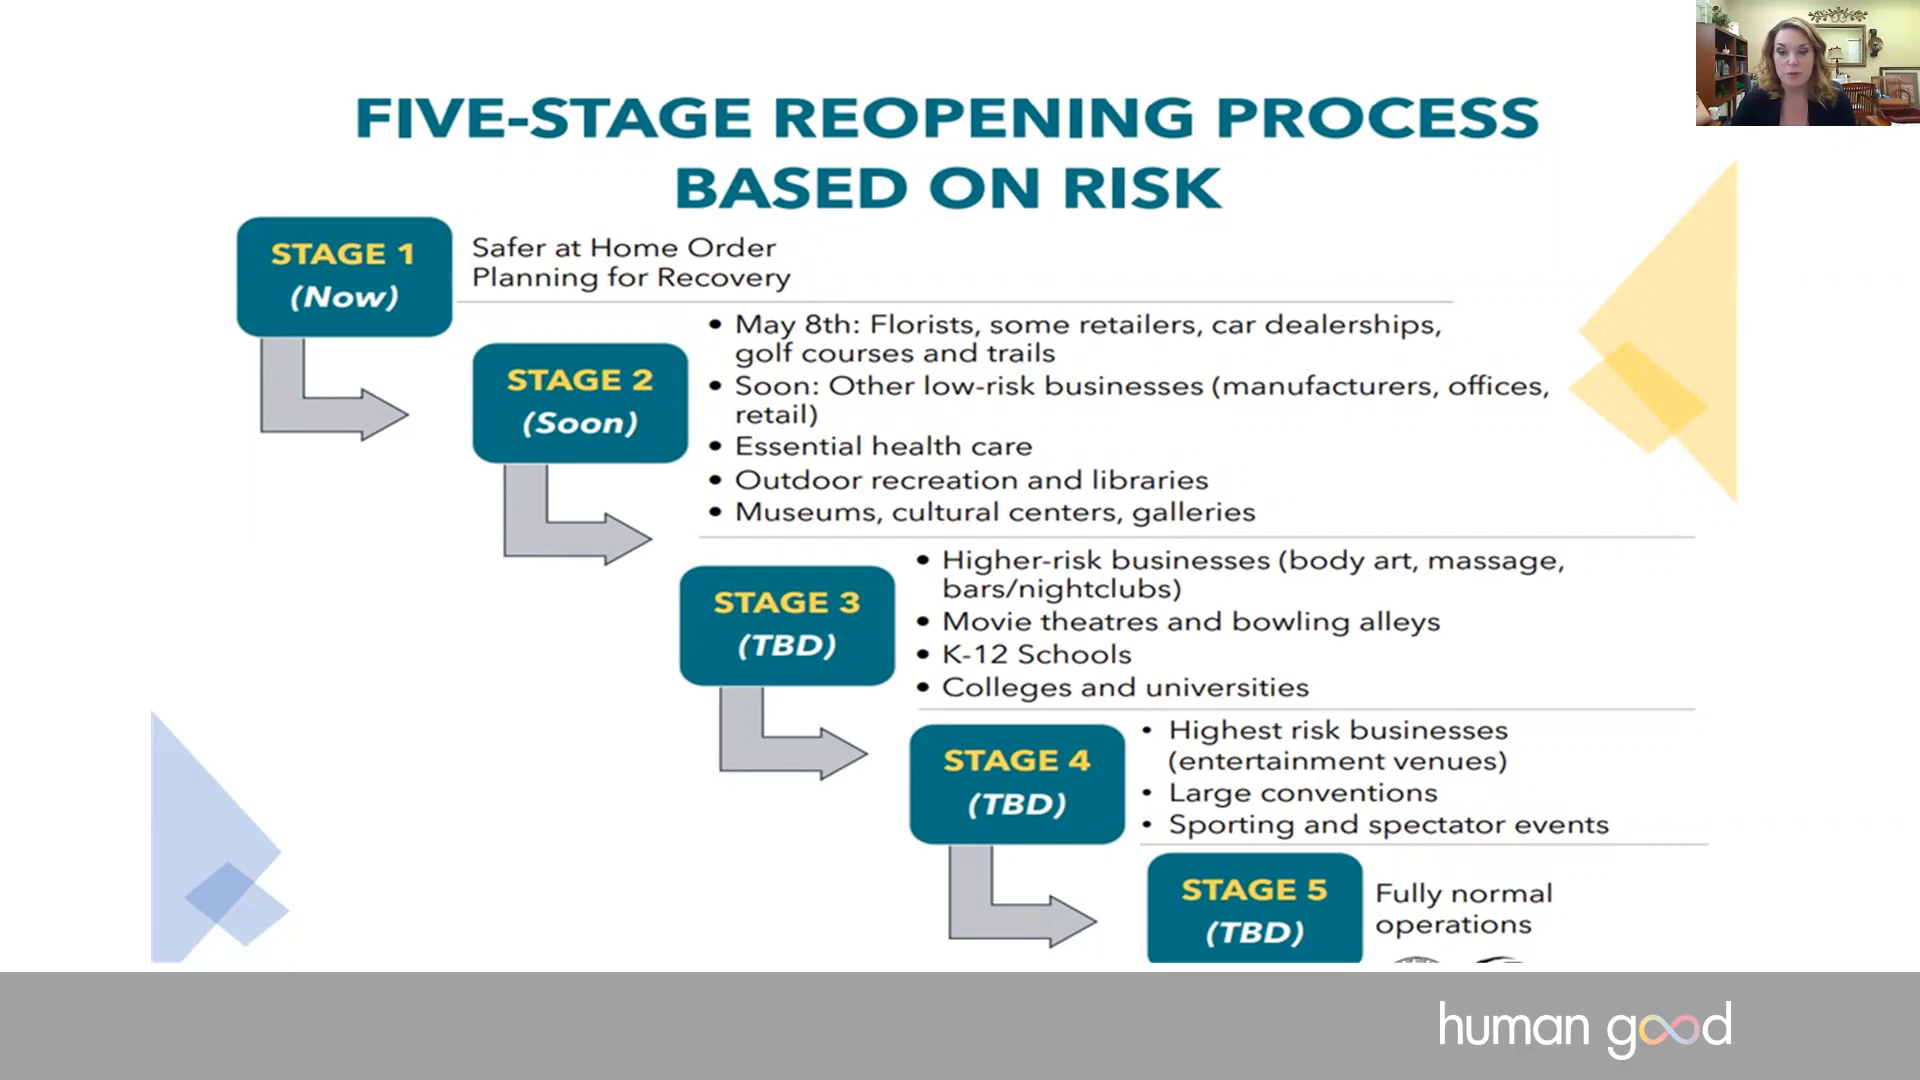 FIVE-STAGE REOPENING PROCESS
BASED ON RISK
STAGE 1
(Now)
Safer at Home Order
Planning for Recovery
STAGE 2
(Soon)
• May 8th: Florists, some retailers, car dealerships,
golf courses and trails
• Soon: Other low-risk businesses (manufacturers, offices,
retail)
• Essential health care
• Outdoor recreation and libraries
• Museums, cultural centers, galleries
STAGE 3
(TBD)
• Higher-risk businesses (body art, massage,
bars/nightclubs)
• Movie theatres and bowling alleys
• K-12 Schools
• Colleges and universities
STAGE 4
(TBD)
• Highest risk businesses
(entertainment venues)
• Large conventions
• Sporting and spectator events
STAGE 5
(TBD)
Fully normal
operations
human good